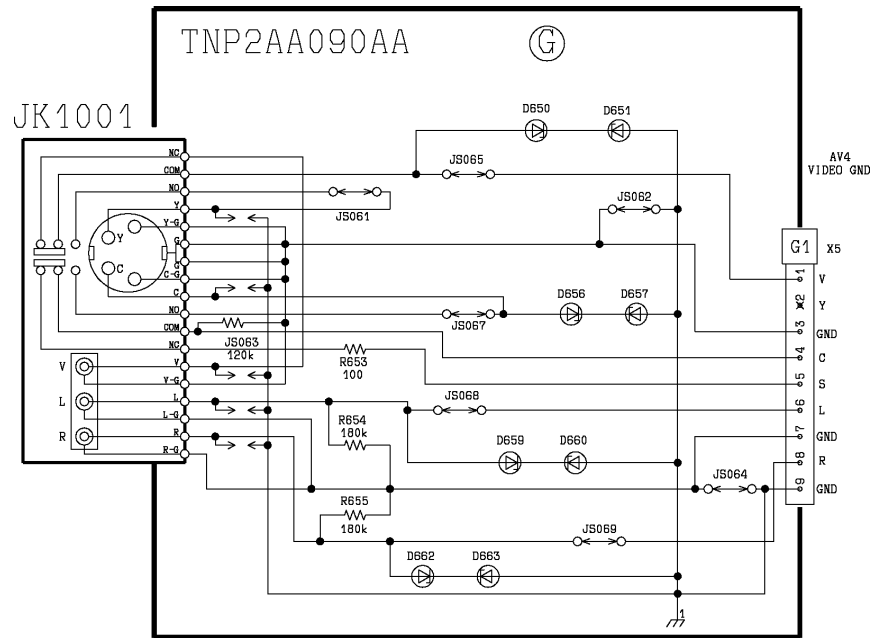 TNP2AA090AA
G
JK1001
D650
D651
NC
COM
NO
Y
Y-G
G
G
C-G
C
NO
COM
NC
V
V-G
L
L-G
R
R-G
Y
C
V
L
R
JS065
AV4
VIDEO GND
JS062
JS061
G1
X5
1
V
2
Y
3
GND
4
C
5
S
6
L
7
GND
8
R
9
GND
D656
D657
JS067
JS063
120k
R653
100
JS068
R654
180k
D659
D660
JS064
R655
180k
JS069
D662
D663
1